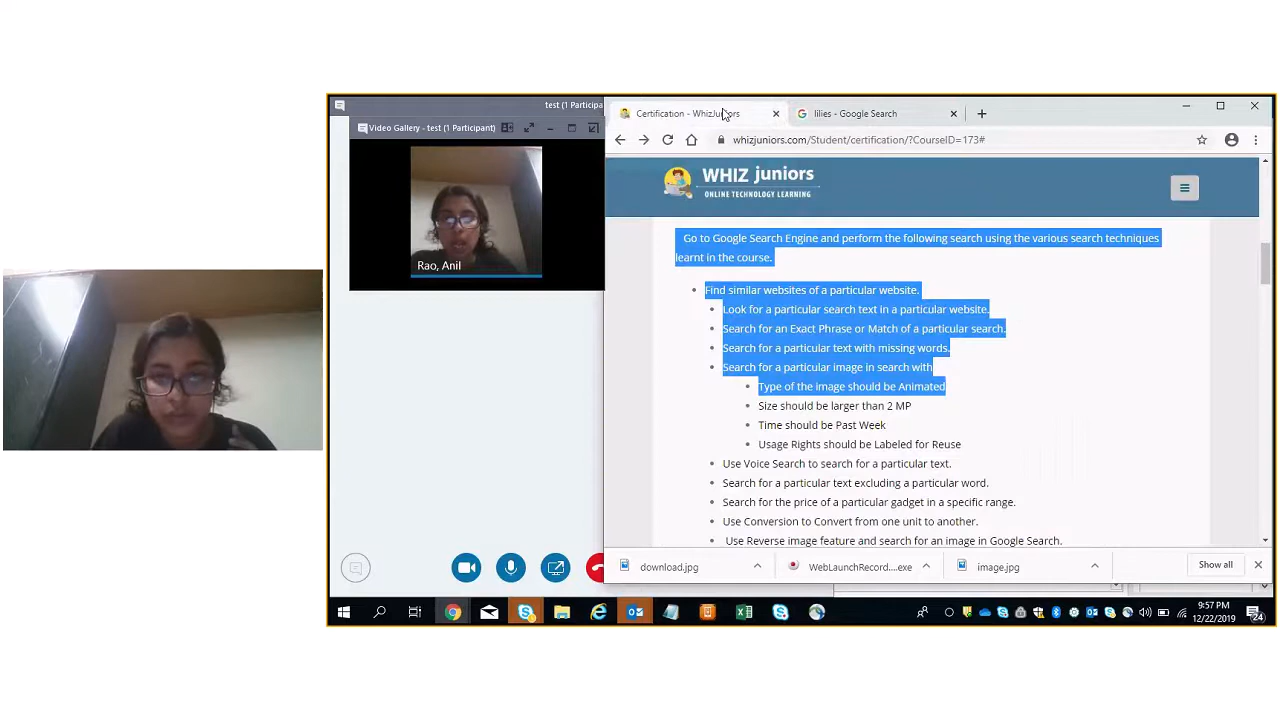 test (1 Participa
Certification - WhizJuniors
lilies - Google Search
Video Gallery - test (1 Participant)
whizjuniors.com/Student/certification/?CourseID=173#
WHIZ juniors
ONLINE TECHNOLOGY LEARNING
Go to Google Search Engine and perform the following search using the various search techniques
learnt in the course.
Rao, Anil
Find similar websites of a particular website.
Look for a particular search text in a particular website.
Search for an Exact Phrase or Match of a particular search.
Search for a particular text with missing words.
Search for a particular image in search with
Type of the image should be Animated
Size should be larger than 2 MP
Time should be Past Week
Usage Rights should be Labeled for Reuse
Use Voice Search to search for a particular text.
Search for a particular text excluding a particular word.
Search for the price of a particular gadget in a specific range.
Use Conversion to Convert from one unit to another.
Use Reverse image feature and search for an image in Google Search.
download.jpg
WebLaunchRecord....exe
image.jpg
Show all
9:57 PM
12/22/2019
24